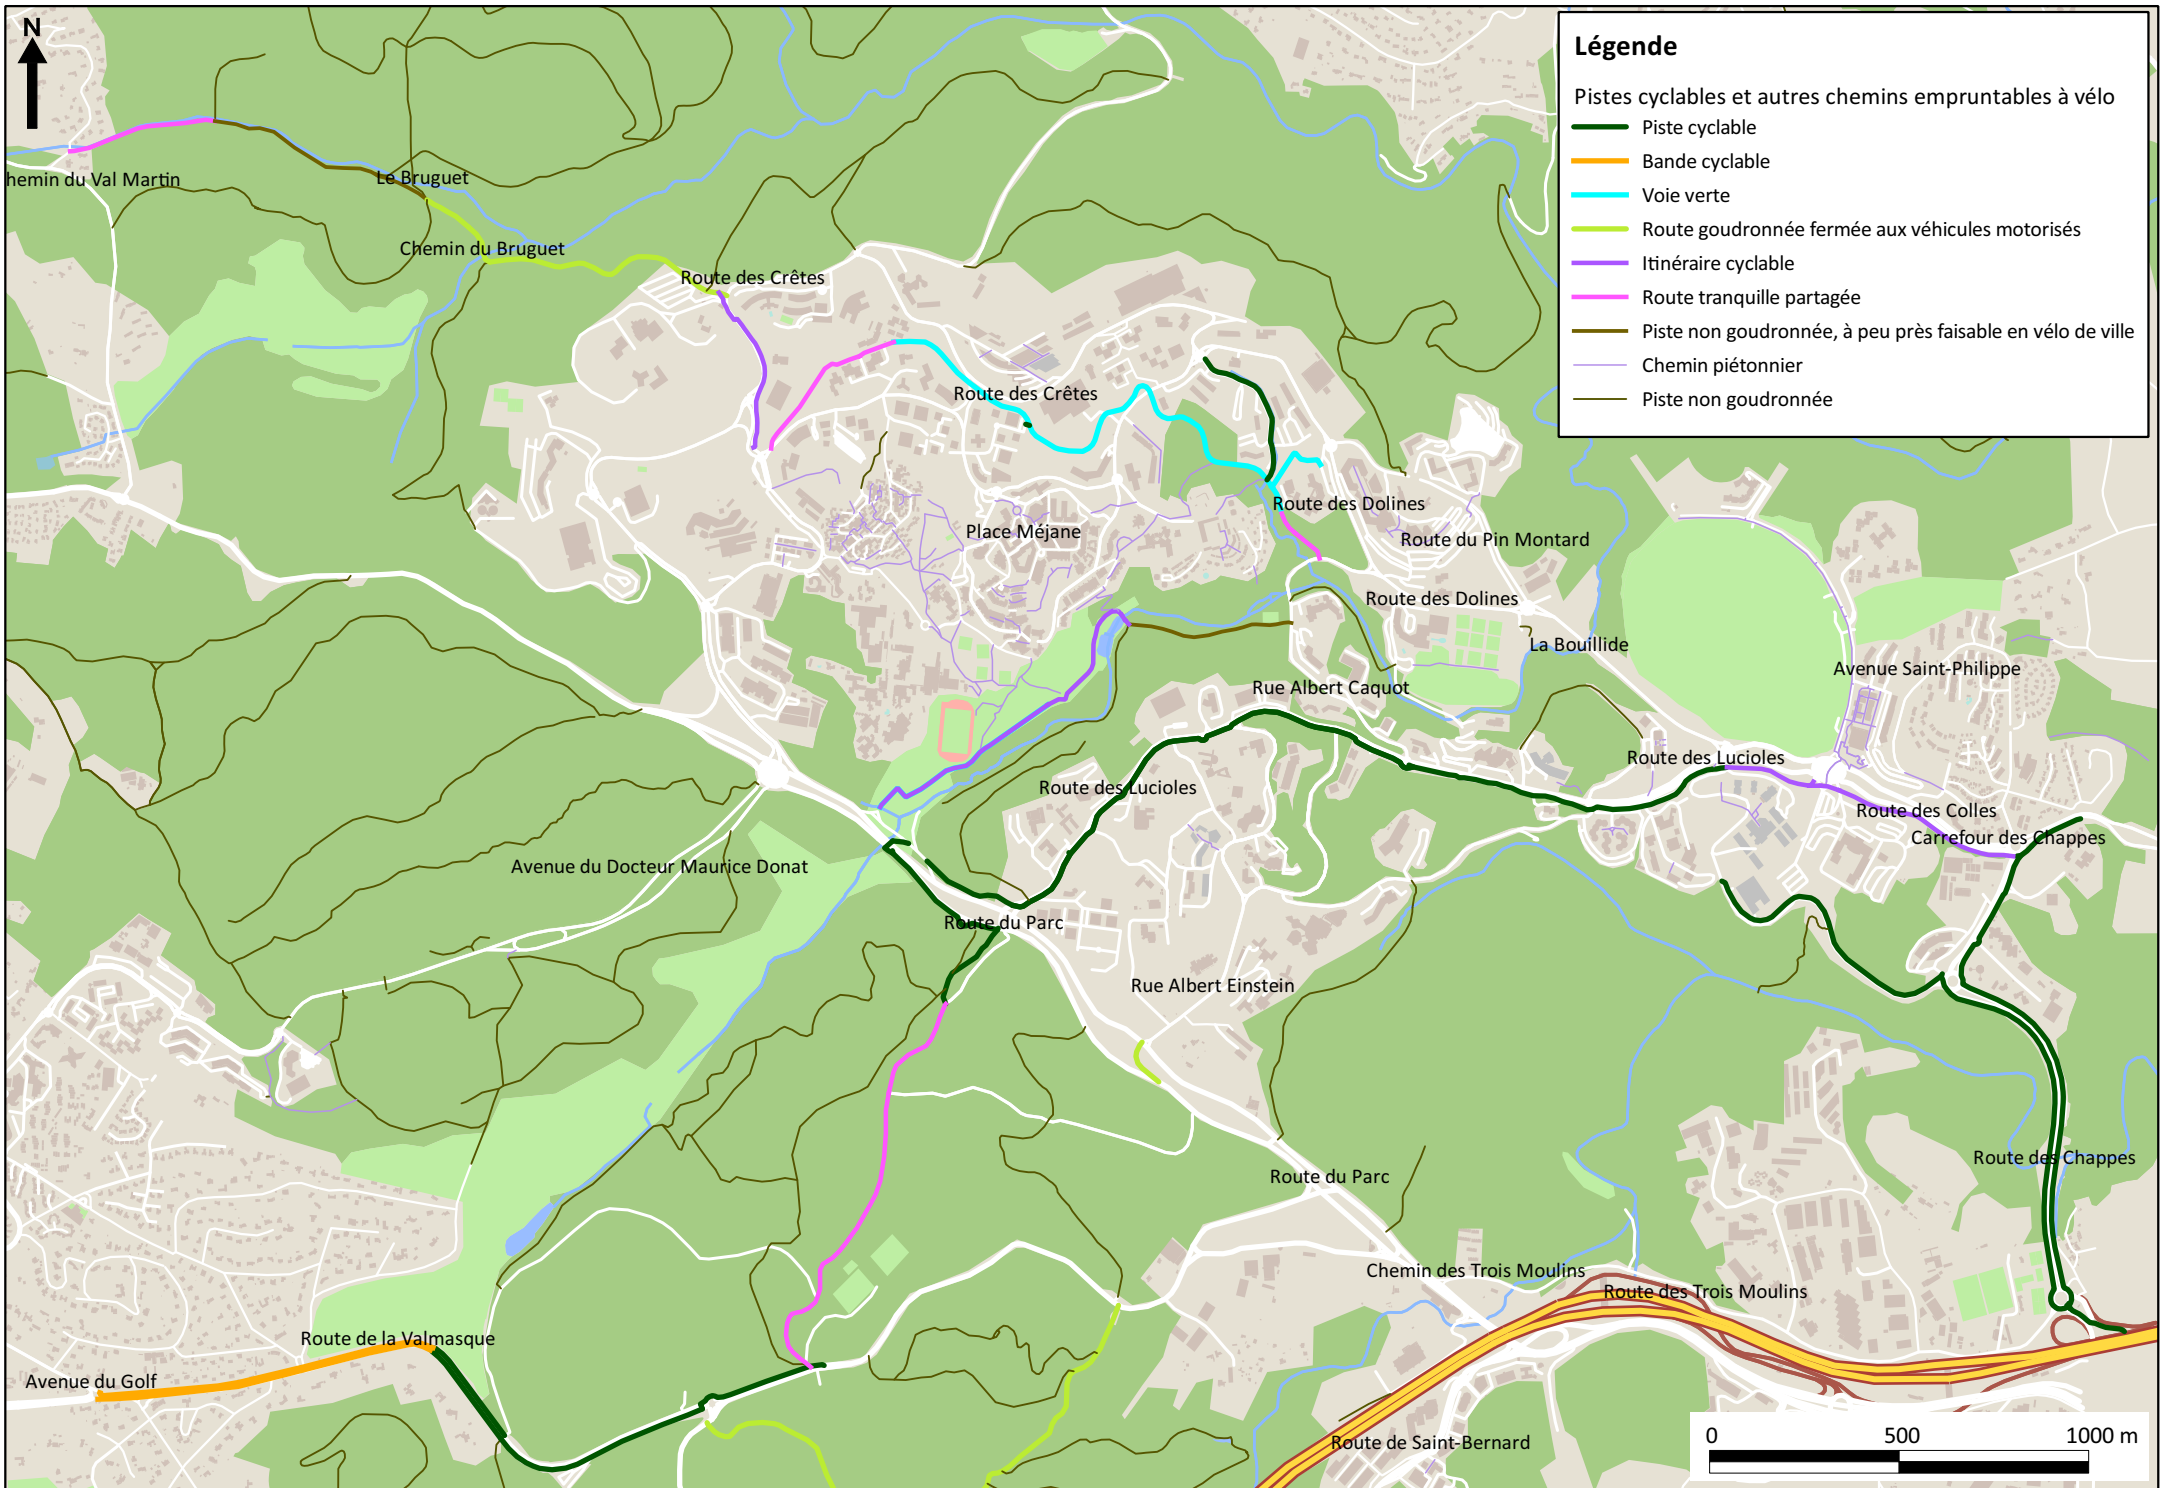 N
Légende
Pistes cyclables et autres chemins empruntables à vélo
Piste cyclable
Bande cyclable
Voie verte
Route goudronnée fermée aux véhicules motorisés
Itinéraire cyclable
Route tranquille partagée
Piste non goudronnée, à peu près faisable en vélo de ville
Chemin piétonnier
Piste non goudronnée
hemin du Val Martin
Le Bruguet
Chemin du Bruguet
Route des Crêtes
Route des Crêtes
Route des Dolines
Place Méjane
Route du Pin Montard
Route des Dolines
La Bouillide
Avenue Saint-Philippe
Rue Albert Caquot
Route des Lucioles
Route des Lucioles
Route des Colles
Carrefour des Chappes
Avenue du Docteur Maurice Donat
Route du Parc
Rue Albert Einstein
Route des Chappes
Route du Parc
Chemin des Trois Moulins
Route des Trois Moulins
Route de la Valmasque
Avenue du Golf
Route de Saint-Bernard
0 500 1000 m